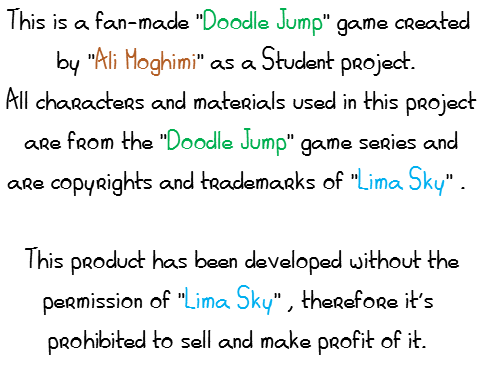 This is a fan-made "Doodle Jump" game created
by "Ali Moghimi" as a Student project.
All characters and materials used in this project
are from the "Doodle Jump" game series and
are copyrights and trademarks of "Lima Sky" .
This product has been developed without the
permission of "Lima Sky" , therefore it's
prohibited to sell and make profit of it.